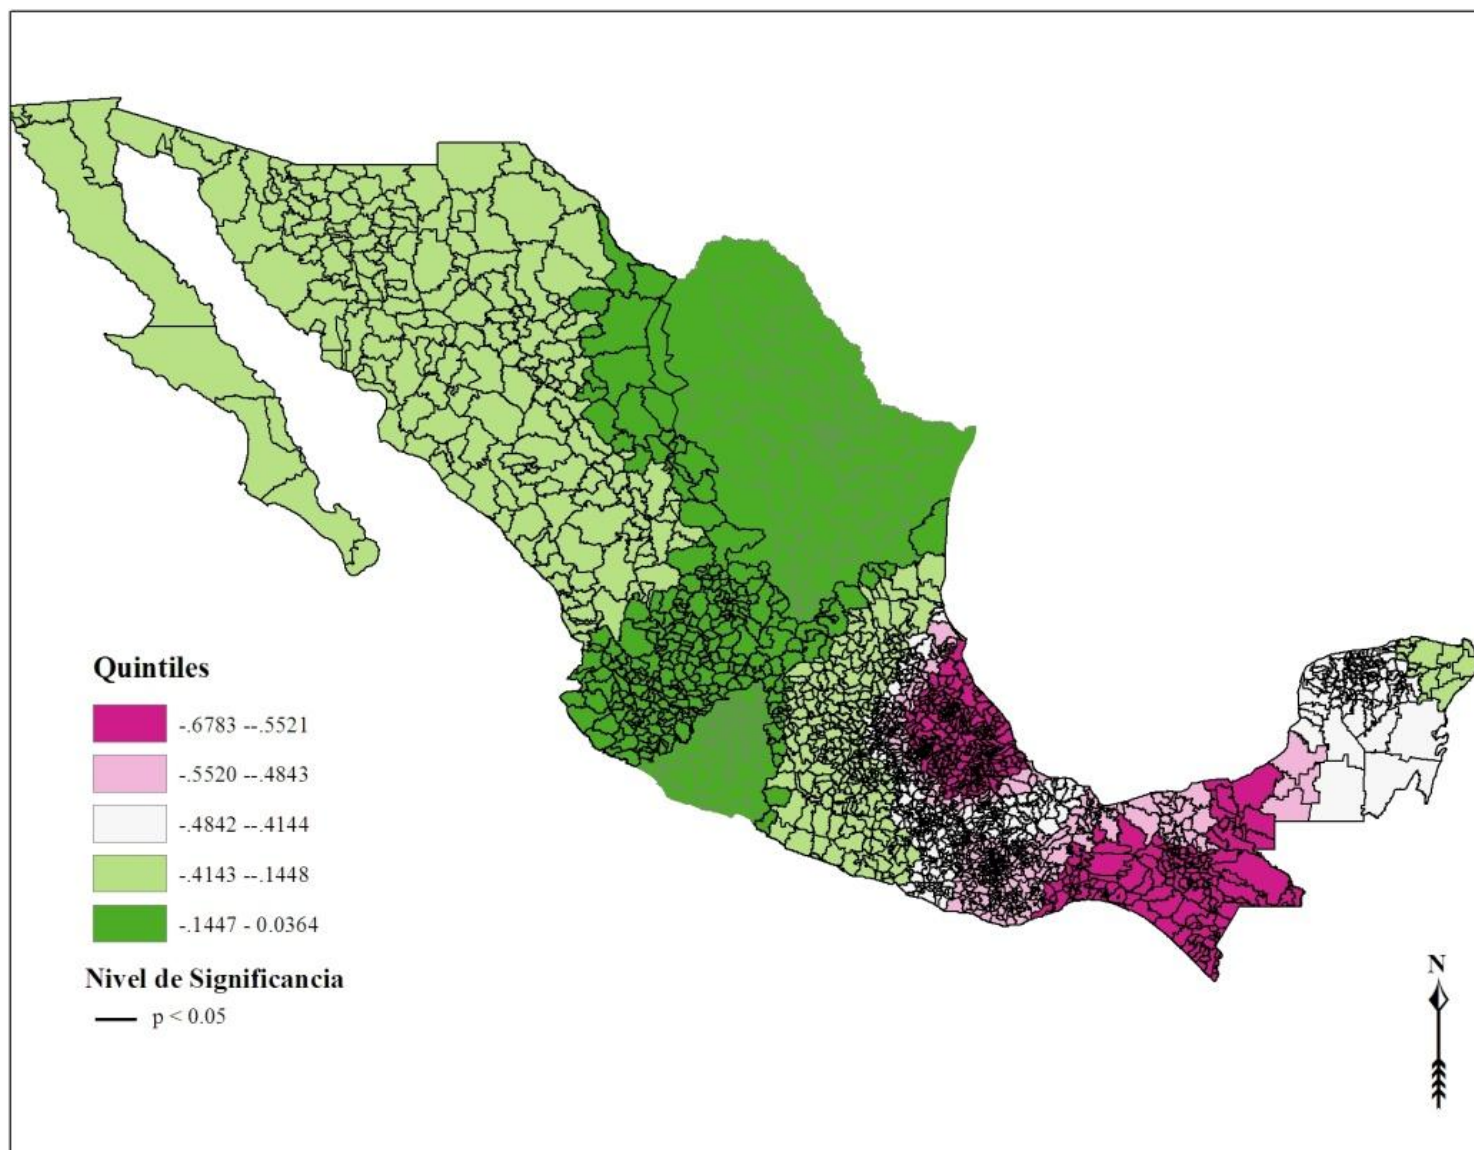 Quintiles
-.6783 --.5521
-.5520 --.4843
-.4842 --.4144
-.4143 --.1448
-.1447 - 0.0364
Nivel de Significancia
p < 0.05
N